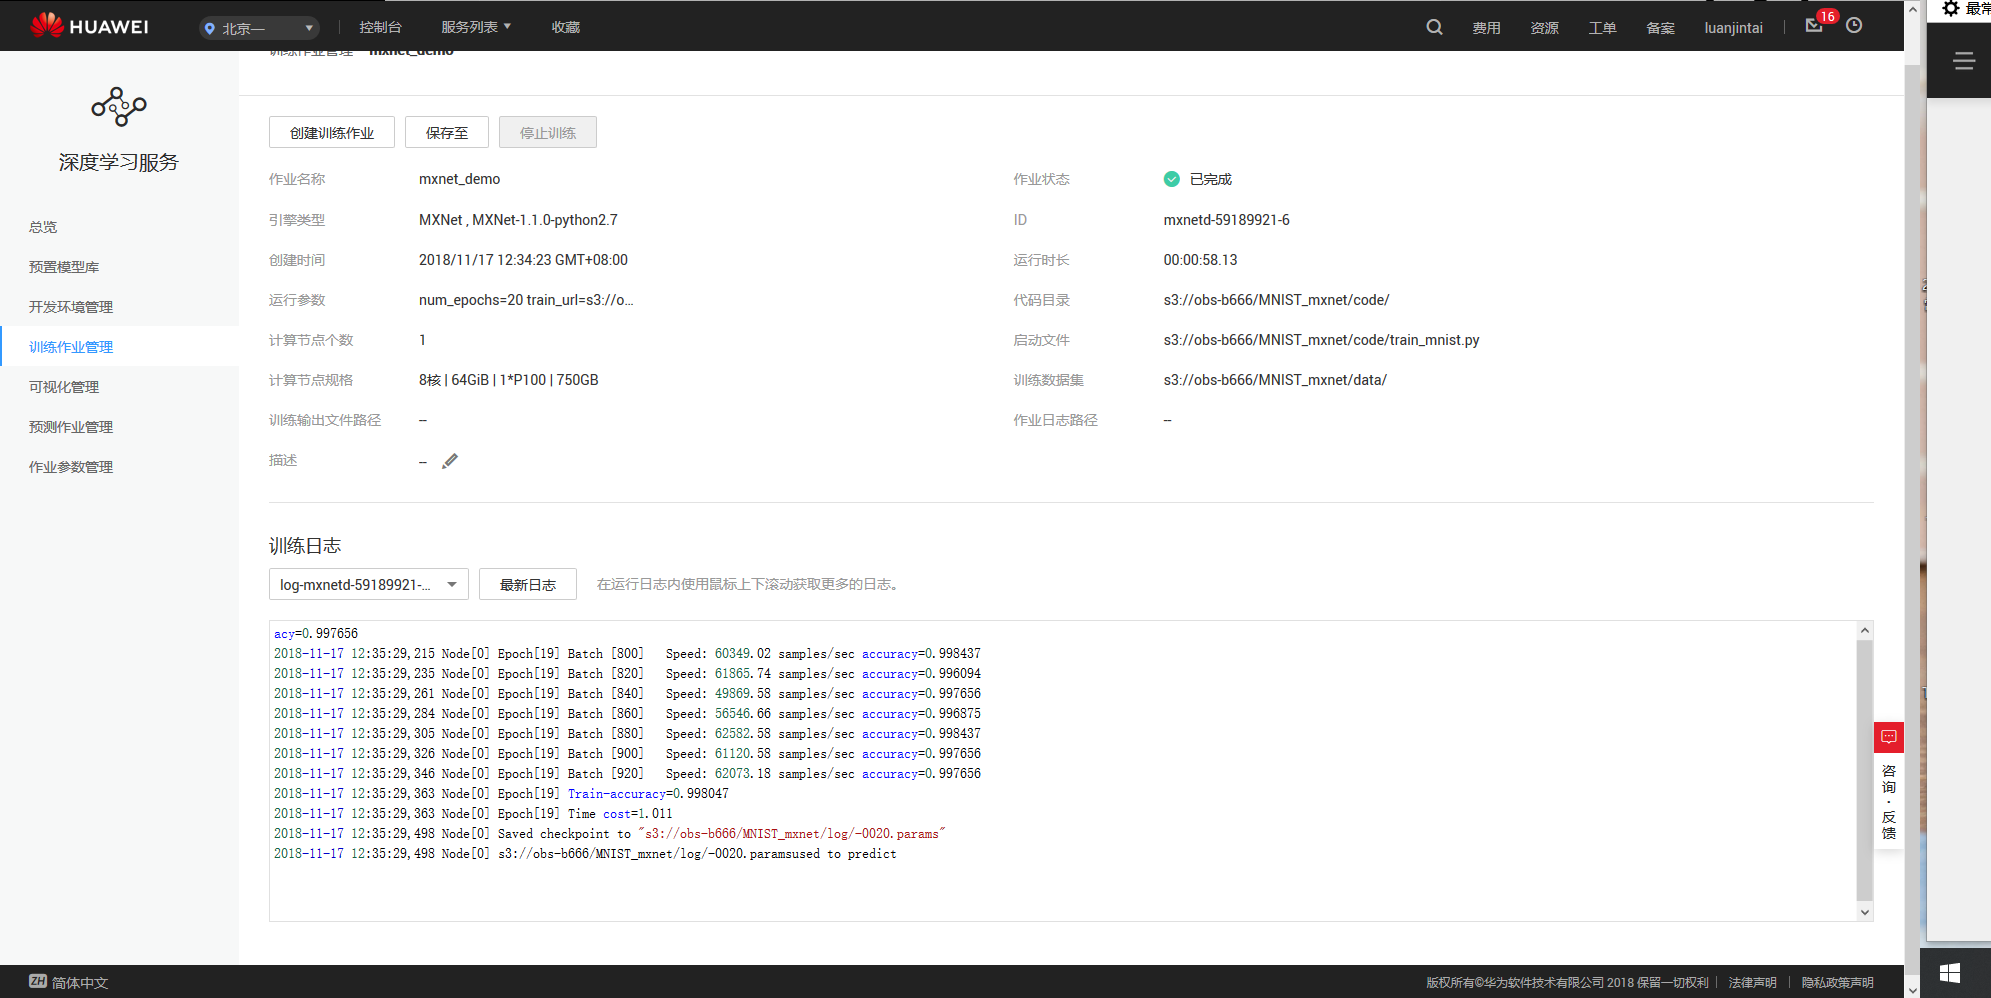 HUAWEI 北京一 控制台 服务列表 收藏 费用 资源 工单 备案 luanjintai 16
训练作业管理 mxnet_demo
深度学习服务
总览
预置模型库
开发环境管理
训练作业管理
可视化管理
预测作业管理
作业参数管理
创建训练作业 保存至 停止训练
作业名称 mxnet_demo 作业状态 已完成
引擎类型 MXNet , MXNet-1.1.0-python2.7 ID mxnetd-59189921-6
创建时间 2018/11/17 12:34:23 GMT+08:00 运行时长 00:00:58.13
运行参数 num_epochs=20 train_url=s3://o... 代码目录 s3://obs-b666/MNIST_mxnet/code/
计算节点个数 1 启动文件 s3://obs-b666/MNIST_mxnet/code/train_mnist.py
计算节点规格 8核 | 64GiB | 1*P100 | 750GB 训练数据集 s3://obs-b666/MNIST_mxnet/data/
训练输出文件路径 -- 作业日志路径 --
描述 --
训练日志
log-mxnetd-59189921-... 最新日志 在运行日志内使用鼠标上下滚动获取更多的日志。
acy=0.997656
2018-11-17 12:35:29,215 Node[0] Epoch[19] Batch [800] Speed: 60349.02 samples/sec accuracy=0.998437
2018-11-17 12:35:29,235 Node[0] Epoch[19] Batch [820] Speed: 61865.74 samples/sec accuracy=0.996094
2018-11-17 12:35:29,261 Node[0] Epoch[19] Batch [840] Speed: 49869.58 samples/sec accuracy=0.997656
2018-11-17 12:35:29,284 Node[0] Epoch[19] Batch [860] Speed: 56546.66 samples/sec accuracy=0.996875
2018-11-17 12:35:29,305 Node[0] Epoch[19] Batch [880] Speed: 62582.58 samples/sec accuracy=0.998437
2018-11-17 12:35:29,326 Node[0] Epoch[19] Batch [900] Speed: 61120.58 samples/sec accuracy=0.997656
2018-11-17 12:35:29,346 Node[0] Epoch[19] Batch [920] Speed: 62073.18 samples/sec accuracy=0.997656
2018-11-17 12:35:29,363 Node[0] Epoch[19] Train-accuracy=0.998047
2018-11-17 12:35:29,363 Node[0] Epoch[19] Time cost=1.011
2018-11-17 12:35:29,498 Node[0] Saved checkpoint to "s3://obs-b666/MNIST_mxnet/log/-0020.params"
2018-11-17 12:35:29,498 Node[0] s3://obs-b666/MNIST_mxnet/log/-0020.paramsused to predict
咨询·反馈
ZH 简体中文 版权所有©华为软件技术有限公司 2018 保留一切权利 | 法律声明 | 隐私政策声明
最常